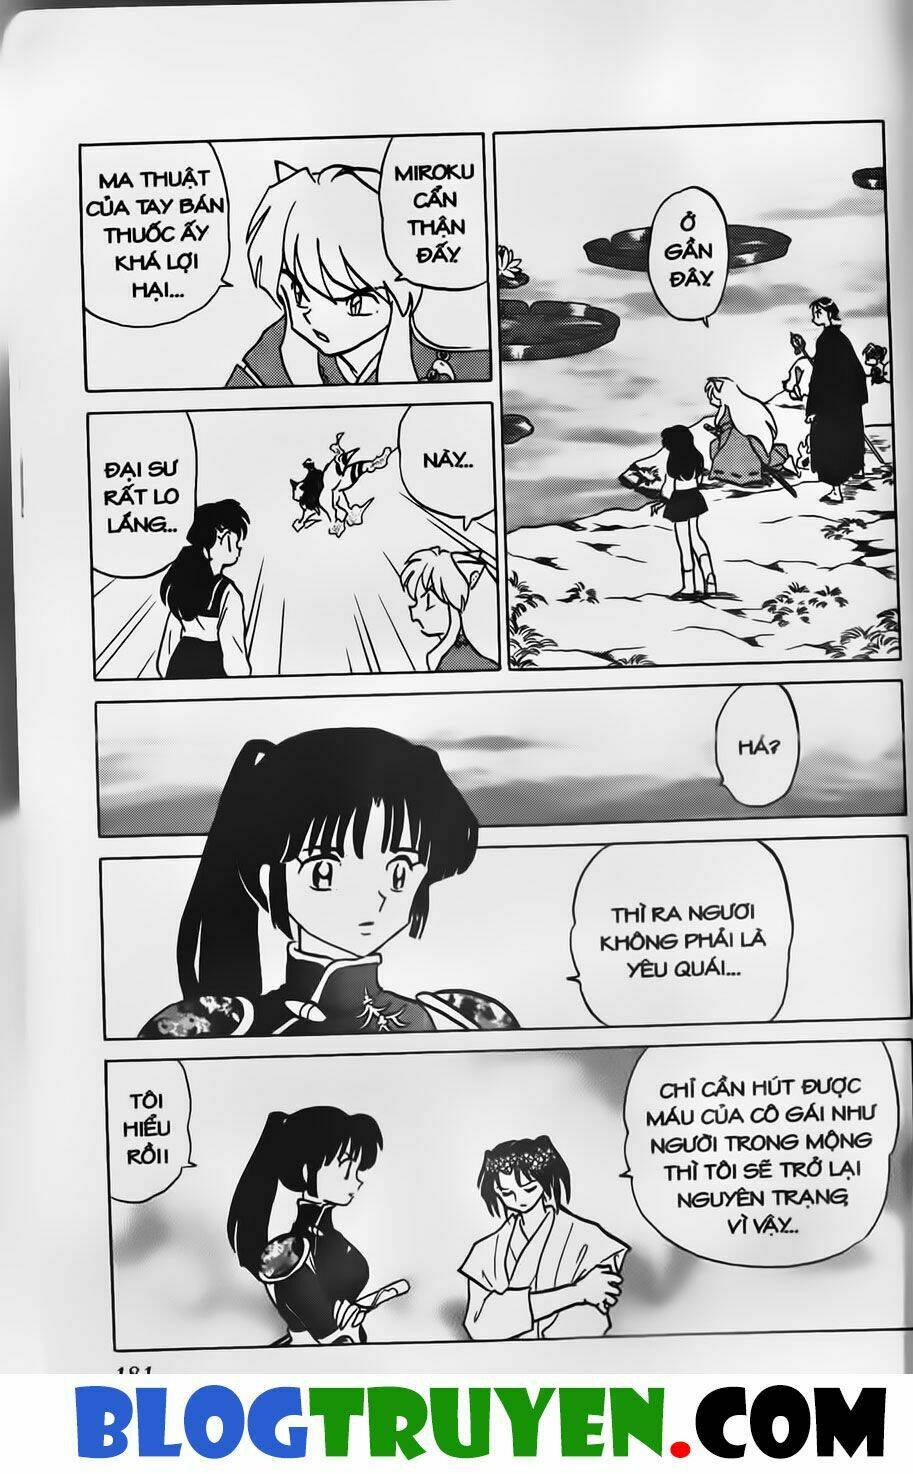 Ở
GẦN
ĐÂY.
MIROKU
CẨN
THẬN
ĐẤY.
MA THUẬT
CỦA TAY BÁN
THUỐC ẤY
KHÁ LỢI
HẠI...
NÀY...
ĐẠI SƯ
RẤT LO
LẮNG...
HẢ?
THÌ RA NGƯƠI
KHÔNG PHẢI LÀ
YÊU QUÁI...
CHỈ CẦN HÚT ĐƯỢC
MÁU CỦA CÔ GÁI NHƯ
NGƯỜI TRONG MỘNG
THÌ TÔI SẼ TRỞ LẠI
NGUYÊN TRẠNG,
VÌ VẬY...
TÔI
HIỂU
RỒI!
181
BLOGTRUYEN.COM